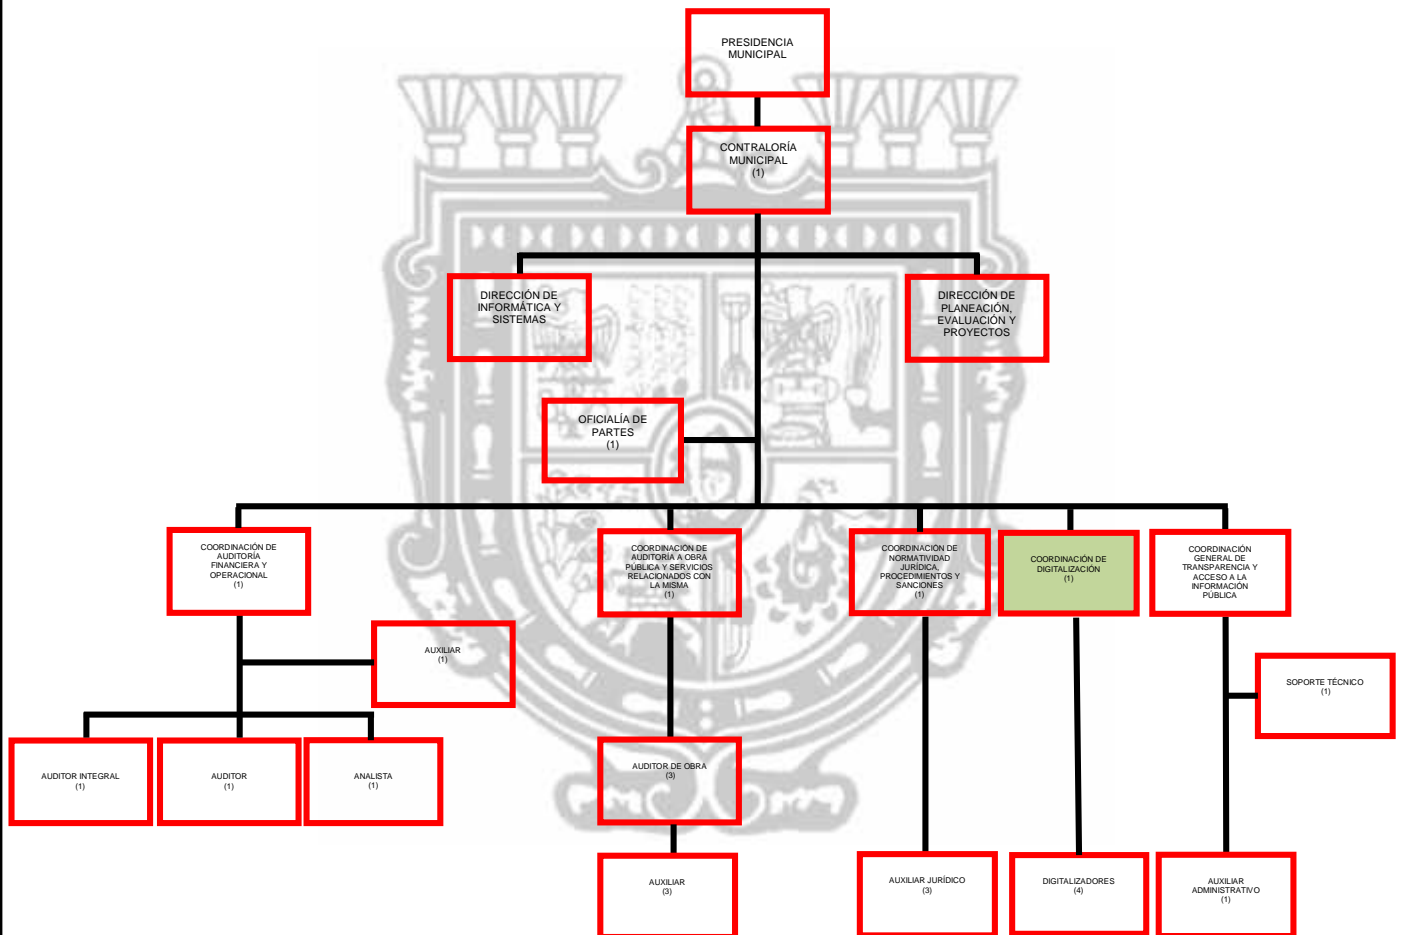 PRESIDENCIA
MUNICIPAL
CONTRALORÍA
MUNICIPAL
(1)
DIRECCIÓN DE
INFORMÁTICA Y
SISTEMAS
DIRECCIÓN DE
PLANEACIÓN,
EVALUACIÓN Y
PROYECTOS
OFICIALÍA DE
PARTES
(1)
COORDINACIÓN DE
AUDITORÍA
FINANCIERA Y
OPERACIONAL
(1)
COORDINACIÓN DE
AUDITORÍA A OBRA
PÚBLICA Y SERVICIOS
RELACIONADOS CON
LA MISMA
(1)
COORDINACIÓN DE
NORMATIVIDAD
JURÍDICA,
PROCEDIMIENTOS Y
SANCIONES
(1)
COORDINACIÓN DE
DIGITALIZACIÓN
(1)
COORDINACIÓN
GENERAL DE
TRANSPARENCIA Y
ACCESO A LA
INFORMACIÓN
PÚBLICA
AUXILIAR
(1)
SOPORTE TÉCNICO
(1)
AUDITOR INTEGRAL
(1)
AUDITOR
(1)
ANALISTA
(1)
AUDITOR DE OBRA
(3)
AUXILIAR
(3)
AUXILIAR JURÍDICO
(3)
DIGITALIZADORES
(4)
AUXILIAR
ADMINISTRATIVO
(1)